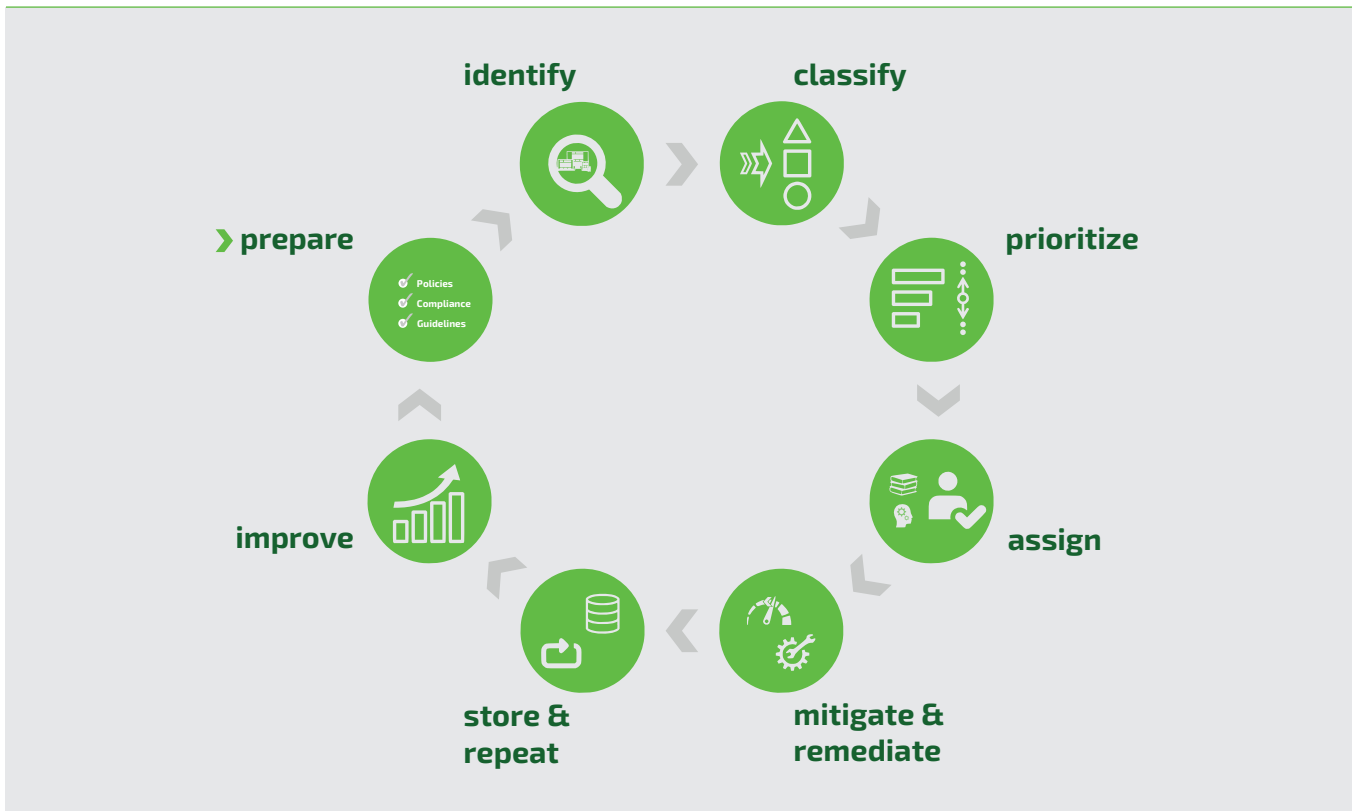 identify
classify
prepare
prioritize
Policies
Compliance
Guidelines
improve
assign
store &
repeat
mitigate &
remediate